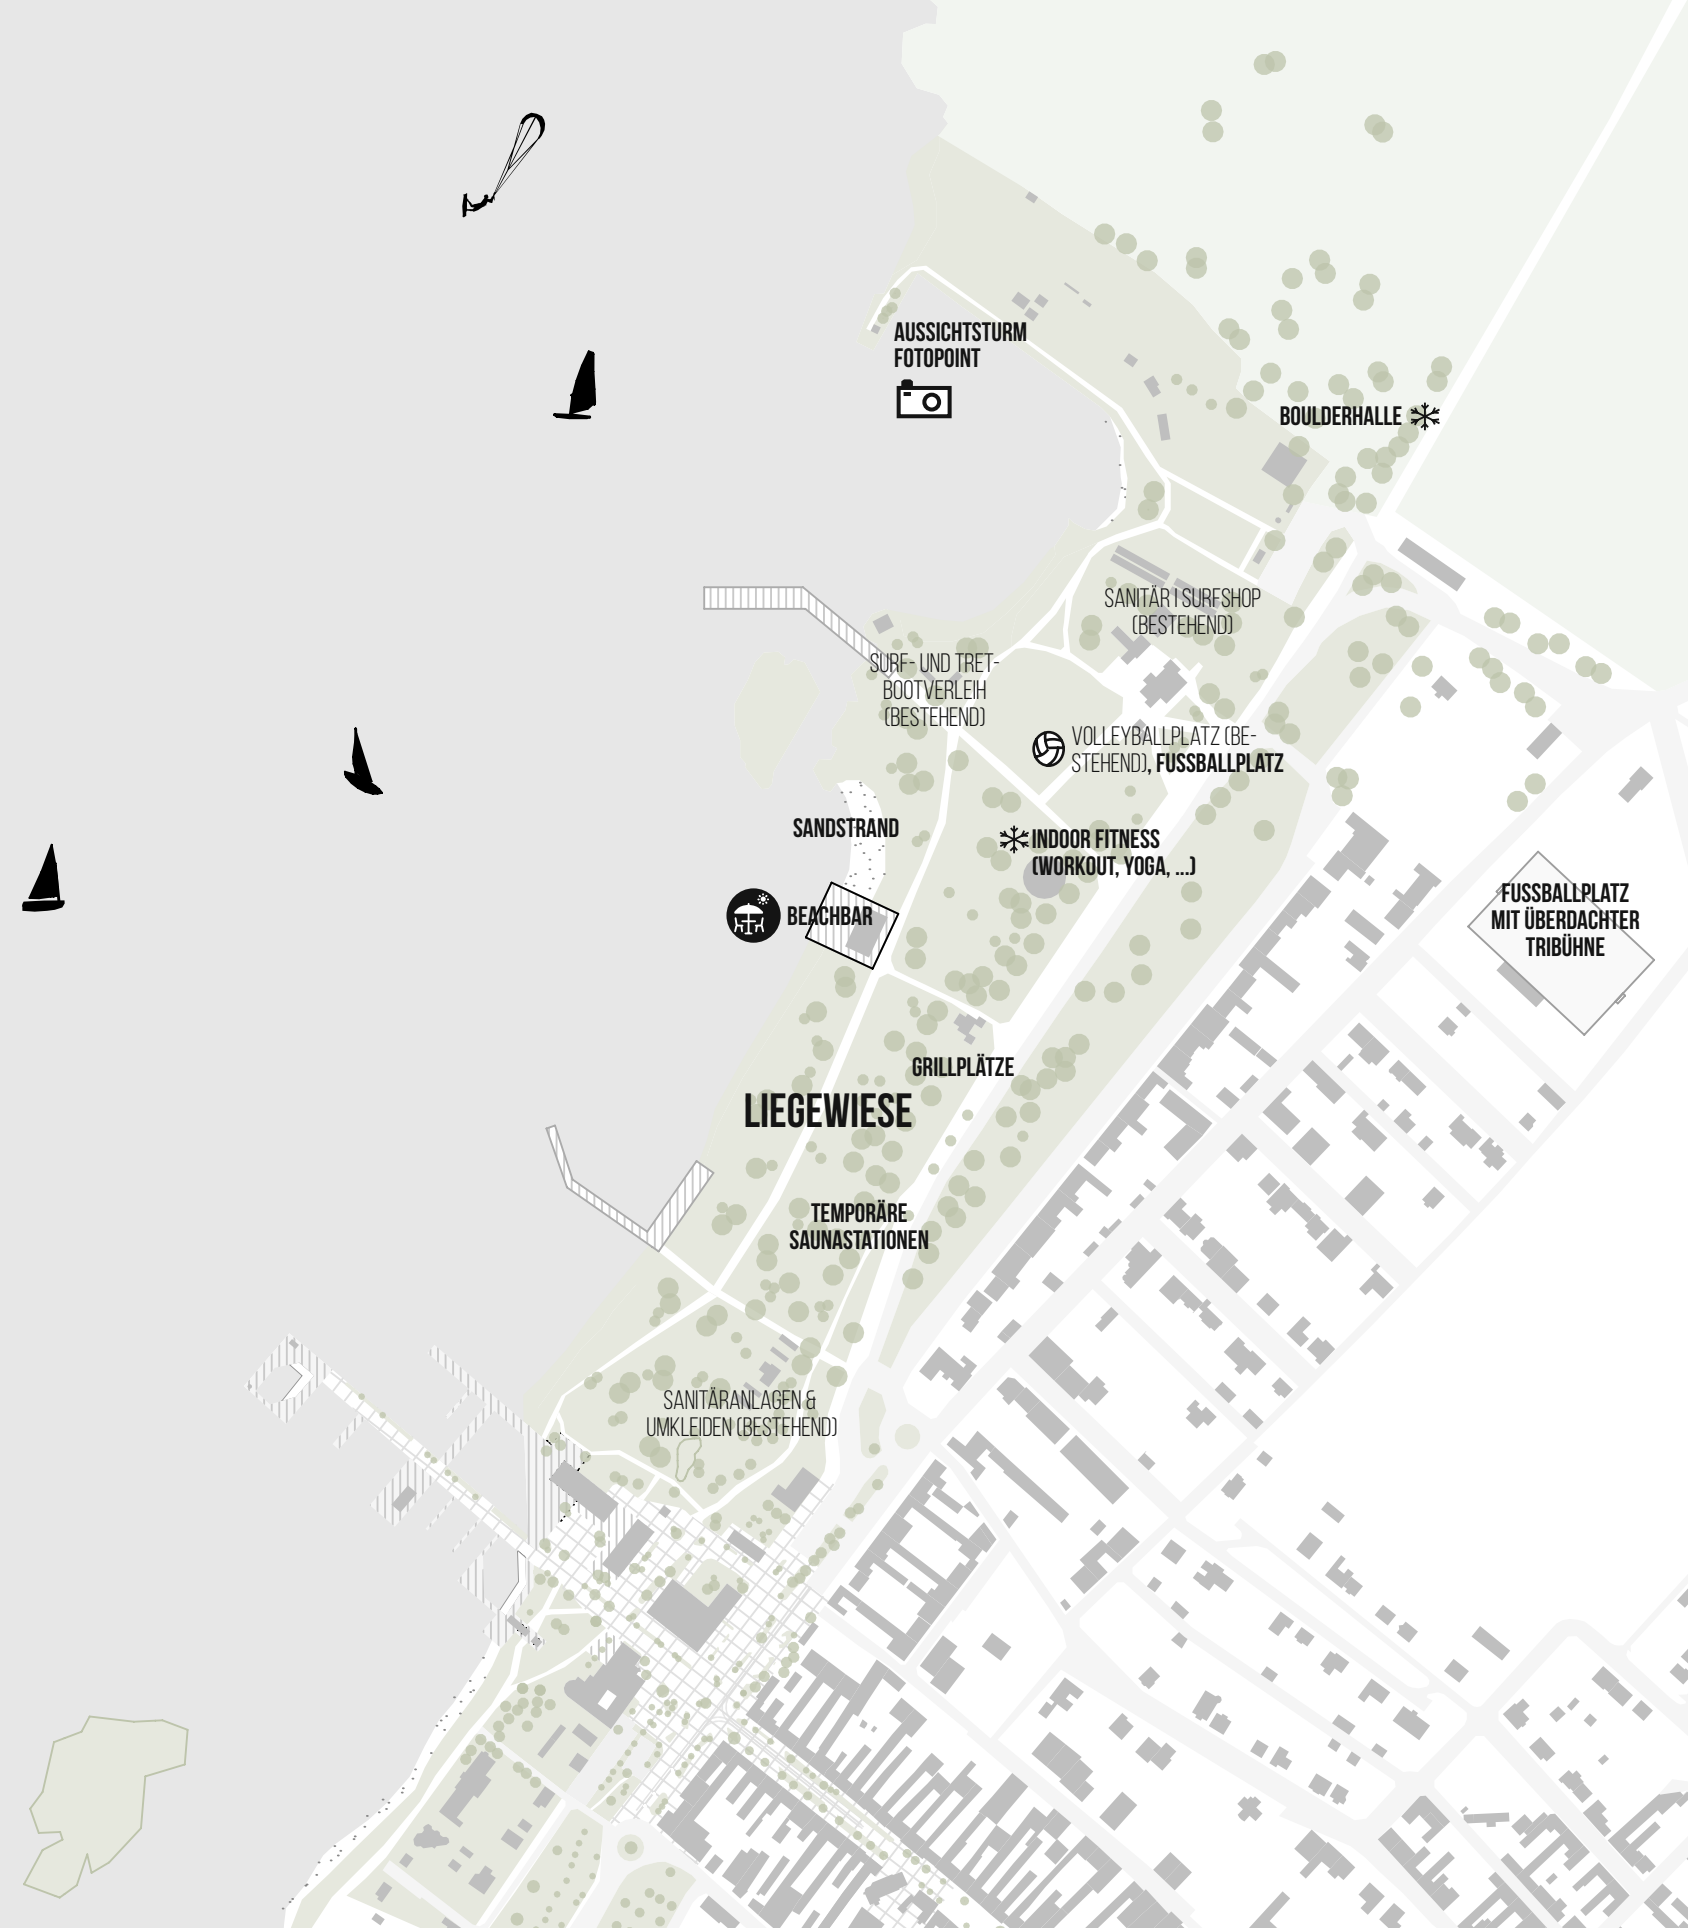 AUSSICHTSTURM
FOTOPOINT
BOULDERHALLE
SANITÄR I SURFSHOP
(BESTEHEND)
SURF- UND TRET-
BOOTVERLEIH
(BESTEHEND)
VOLLEYBALLPLATZ (BE-
STEHEND), FUSSBALLPLATZ
SANDSTRAND
INDOOR FITNESS
(WORKOUT, YOGA, ...)
BEACHBAR
FUSSBALLPLATZ
MIT ÜBERDACHTER
TRIBÜHNE
GRILLPLÄTZE
LIEGEWIESE
TEMPORÄRE
SAUNASTATIONEN
SANITÄRANLAGEN &
UMKLEIDEN (BESTEHEND)